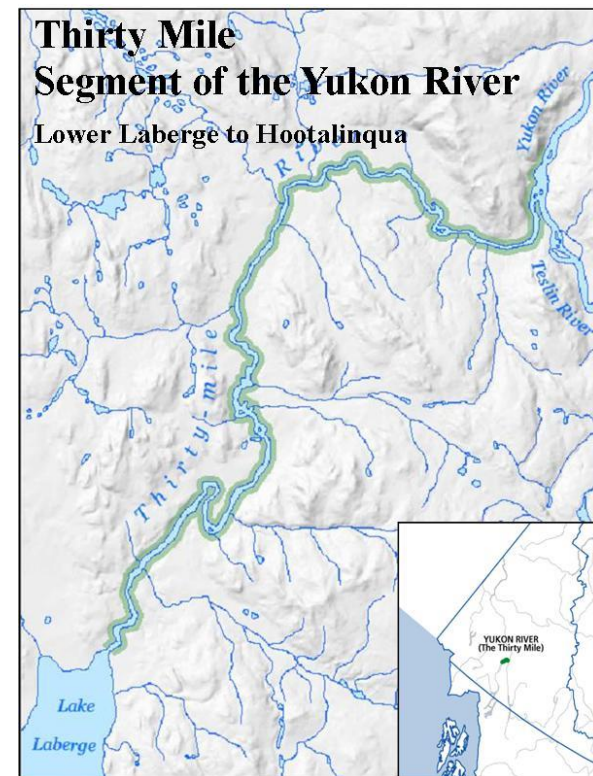 Thirty Mile
Segment of the Yukon River
Lower Laberge to Hootalinqua
Yukon River
Teslin River
Thirty-mile
Lake
Laberge
YUKON RIVER
(The Thirty Mile)